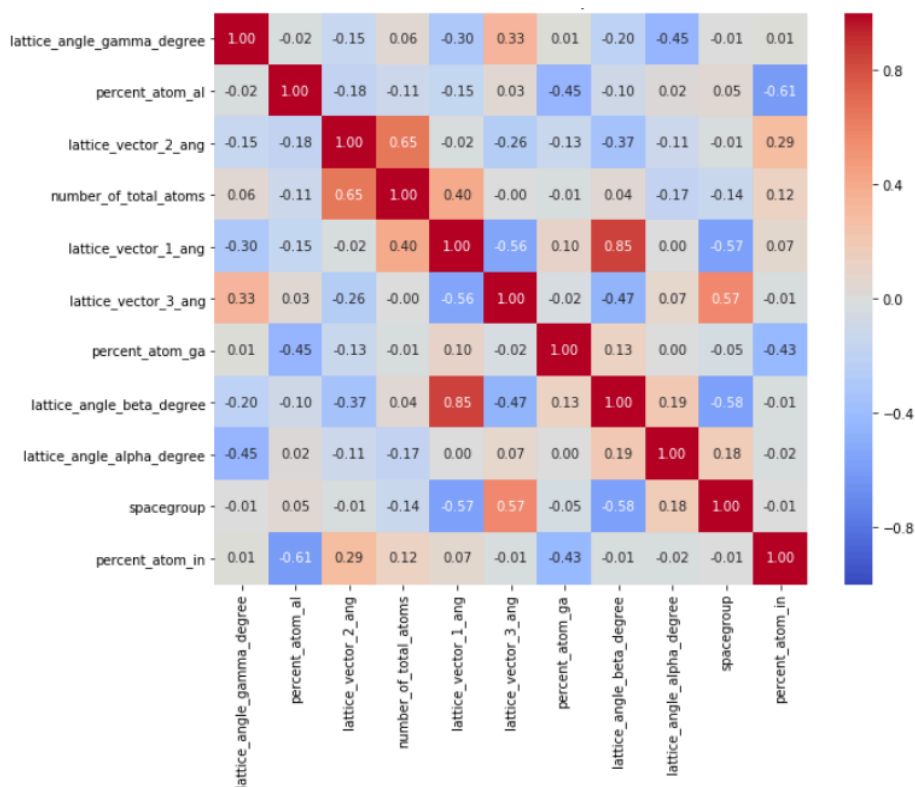 lattice_angle_gamma_degree 1.00 -0.02 -0.15 0.06 -0.30 0.33 0.01 -0.20 -0.45 -0.01 0.01
percent_atom_al -0.02 1.00 -0.18 -0.11 -0.15 0.03 -0.45 -0.10 0.02 0.05 -0.61
lattice_vector_2_ang -0.15 -0.18 1.00 0.65 -0.02 -0.26 -0.13 -0.37 -0.11 -0.01 0.29
number_of_total_atoms 0.06 -0.11 0.65 1.00 0.40 -0.00 -0.01 0.04 -0.17 -0.14 0.12
lattice_vector_1_ang -0.30 -0.15 -0.02 0.40 1.00 -0.56 0.10 0.85 0.00 -0.57 0.07
lattice_vector_3_ang 0.33 0.03 -0.26 -0.00 -0.56 1.00 -0.02 -0.47 0.07 0.57 -0.01
percent_atom_ga 0.01 -0.45 -0.13 -0.01 0.10 -0.02 1.00 0.13 0.00 -0.05 -0.43
lattice_angle_beta_degree -0.20 -0.10 -0.37 0.04 0.85 -0.47 0.13 1.00 0.19 -0.58 -0.01
lattice_angle_alpha_degree -0.45 0.02 -0.11 -0.17 0.00 0.07 0.00 0.19 1.00 0.18 -0.02
spacegroup -0.01 0.05 -0.01 -0.14 -0.57 0.57 -0.05 -0.58 0.18 1.00 -0.01
percent_atom_in 0.01 -0.61 0.29 0.12 0.07 -0.01 -0.43 -0.01 -0.02 -0.01 1.00
lattice_angle_gamma_degree
percent_atom_al
lattice_vector_2_ang
number_of_total_atoms
lattice_vector_1_ang
lattice_vector_3_ang
percent_atom_ga
lattice_angle_beta_degree
lattice_angle_alpha_degree
spacegroup
percent_atom_in
0.8
0.4
0.0
-0.4
-0.8